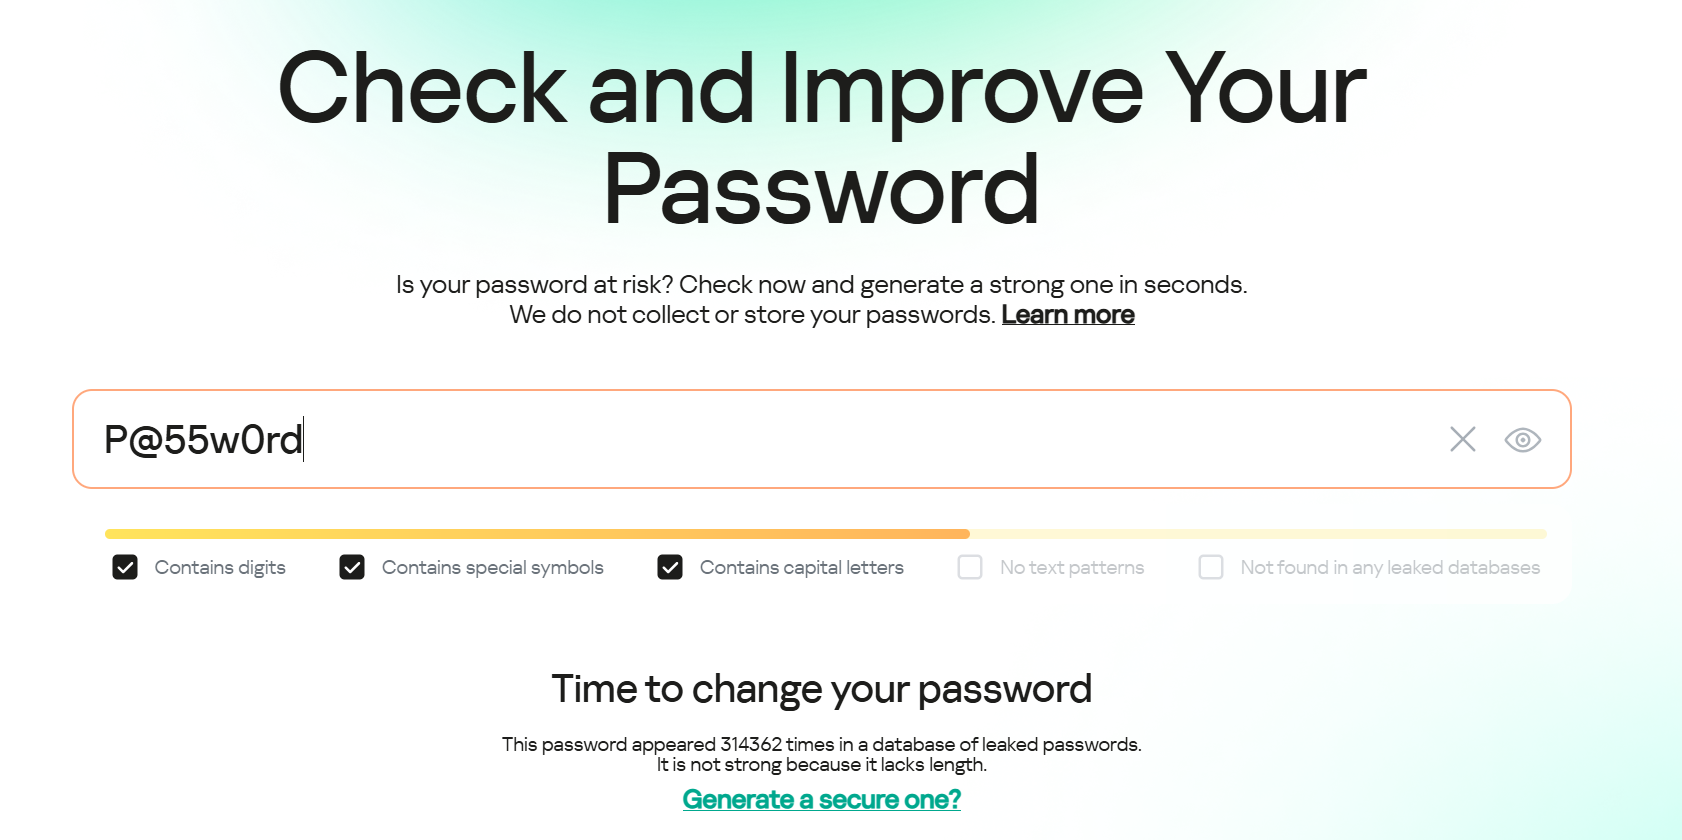 Check and Improve Your
Password
Is your password at risk? Check now and generate a strong one in seconds.
We do not collect or store your passwords. Learn more
P@55w0rd
Contains digits
Contains special symbols
Contains capital letters
No text patterns
Not found in any leaked databases
Time to change your password
This password appeared 314362 times in a database of leaked passwords.
It is not strong because it lacks length.
Generate a secure one?